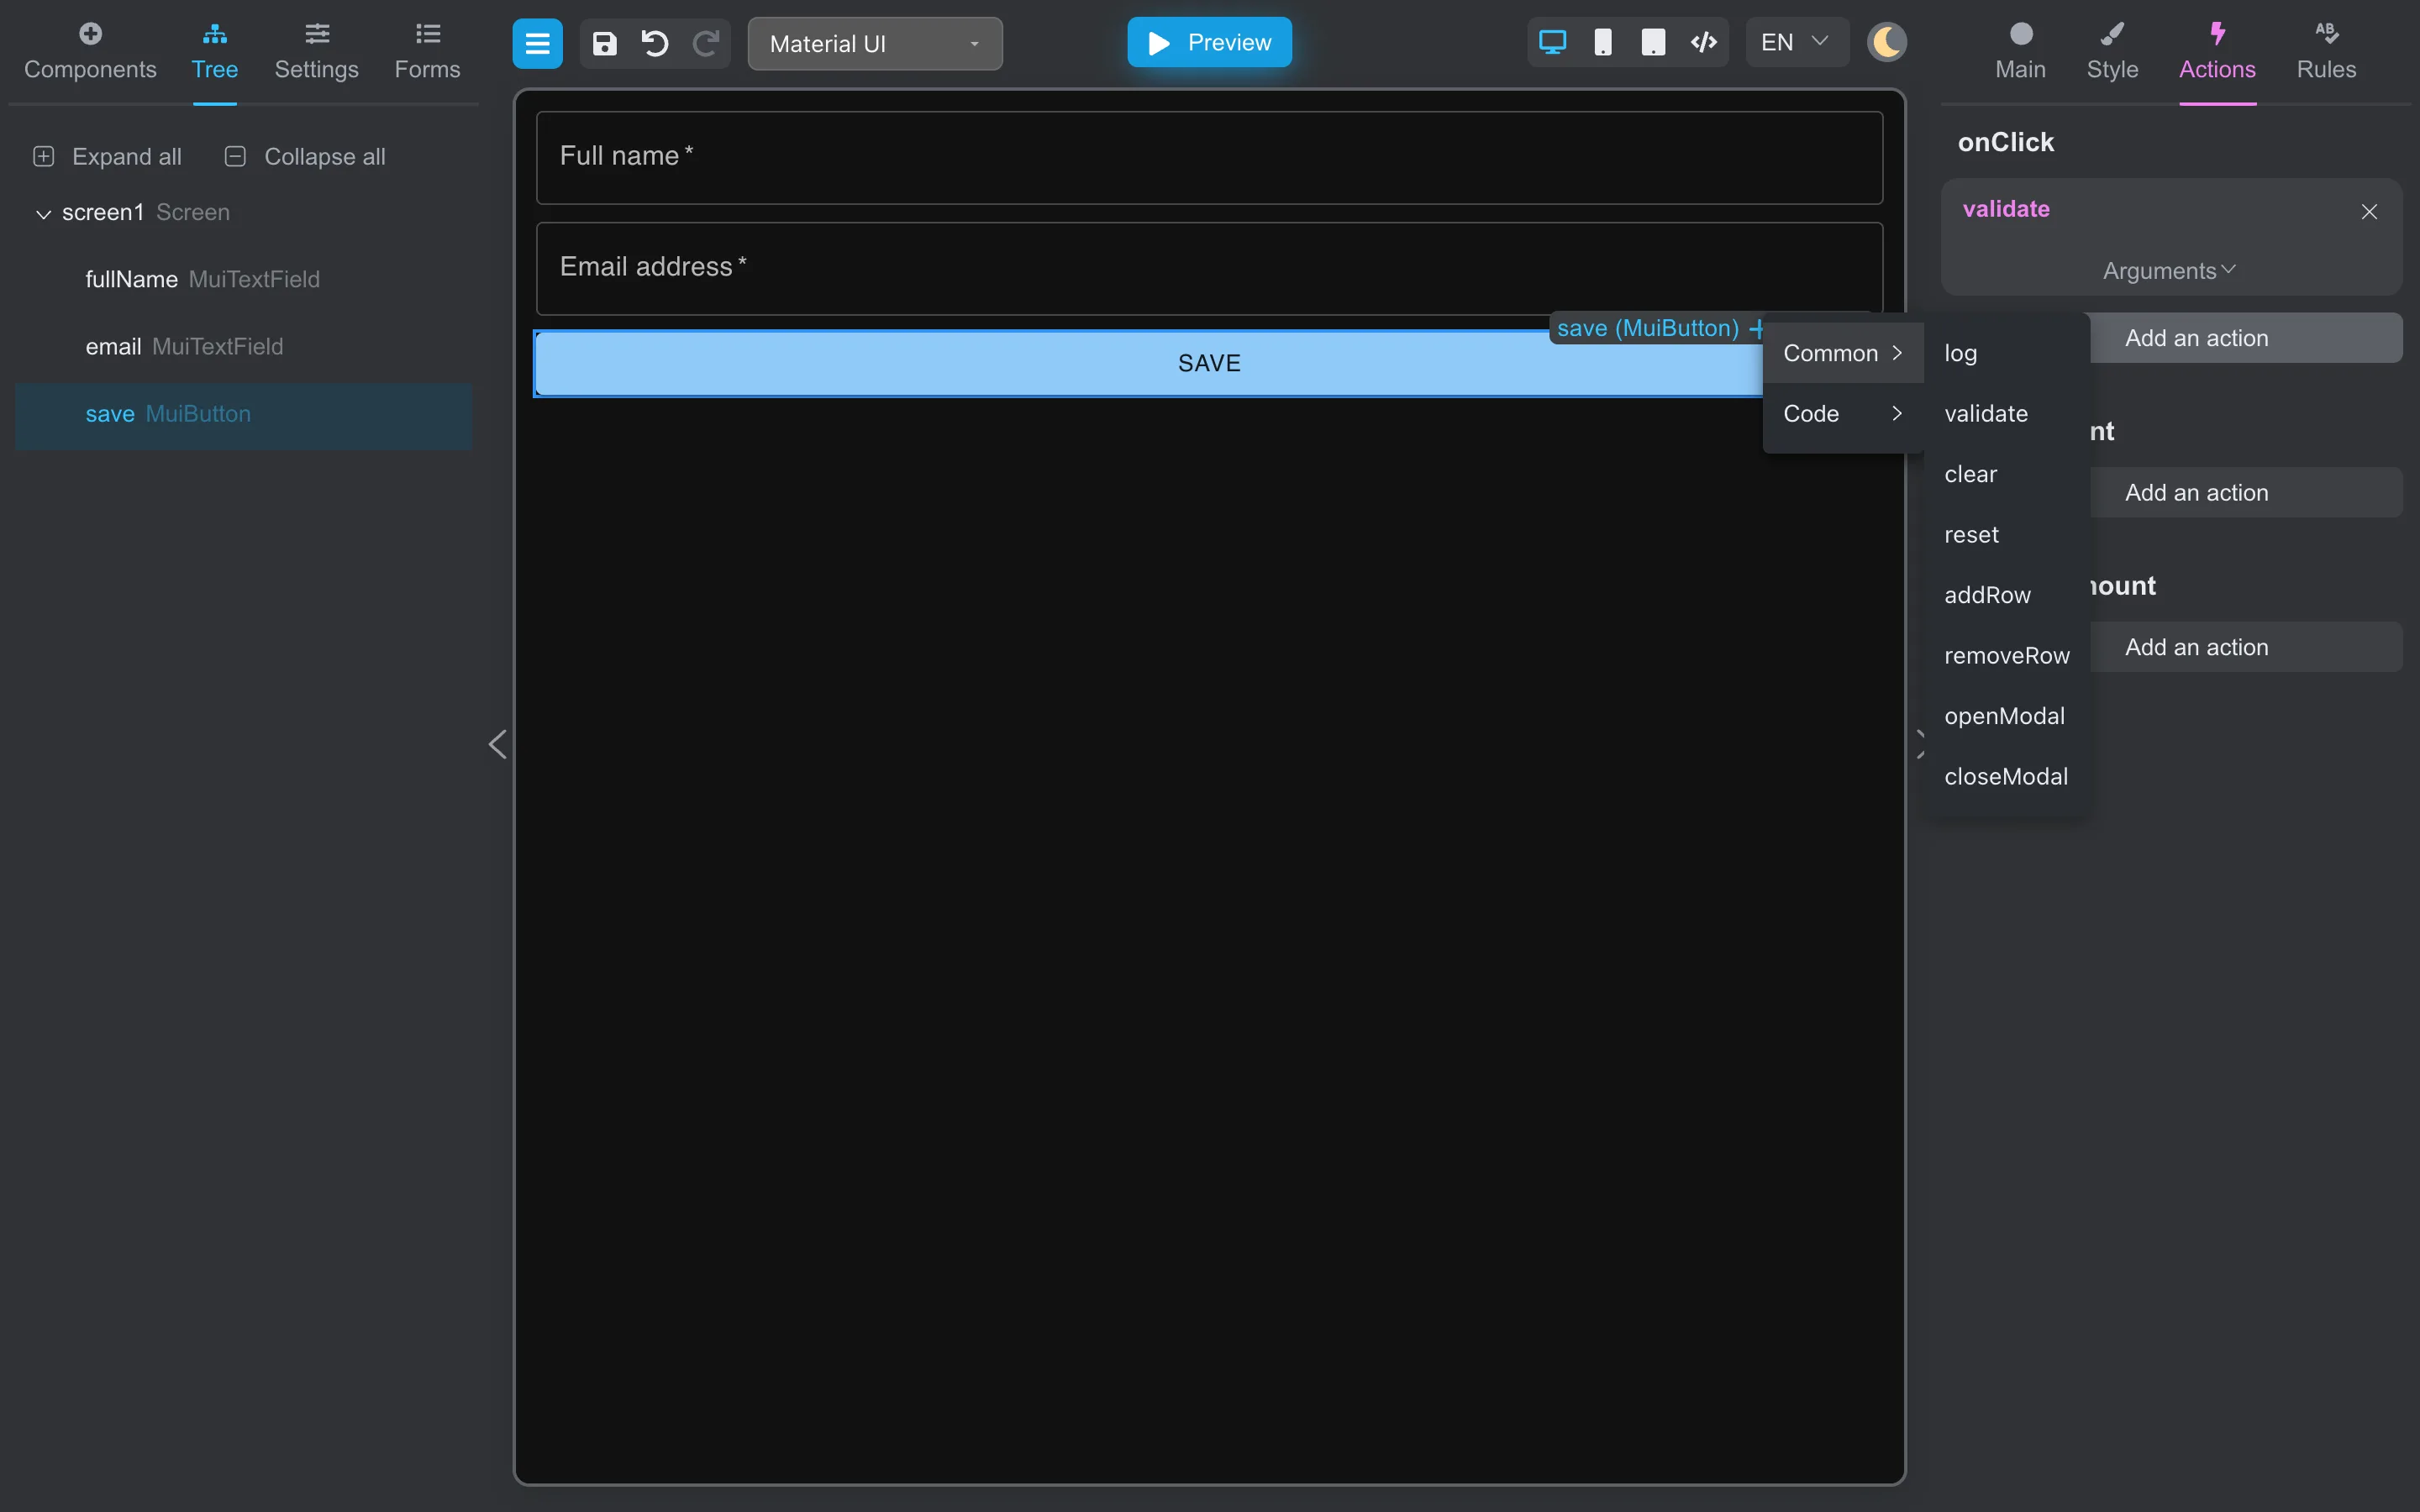 Components
Tree
Settings
Forms
Material UI
Preview
EN
Main
Style
Actions
Rules
Expand all
Collapse all
screen1 Screen
fullName MuiTextField
email MuiTextField
save MuiButton
Full name *
Email address *
save (MuiButton)
SAVE
Common
Code
log
validate
clear
reset
addRow
removeRow
openModal
closeModal
onClick
validate
Arguments
Add an action
nt
Add an action
mount
Add an action